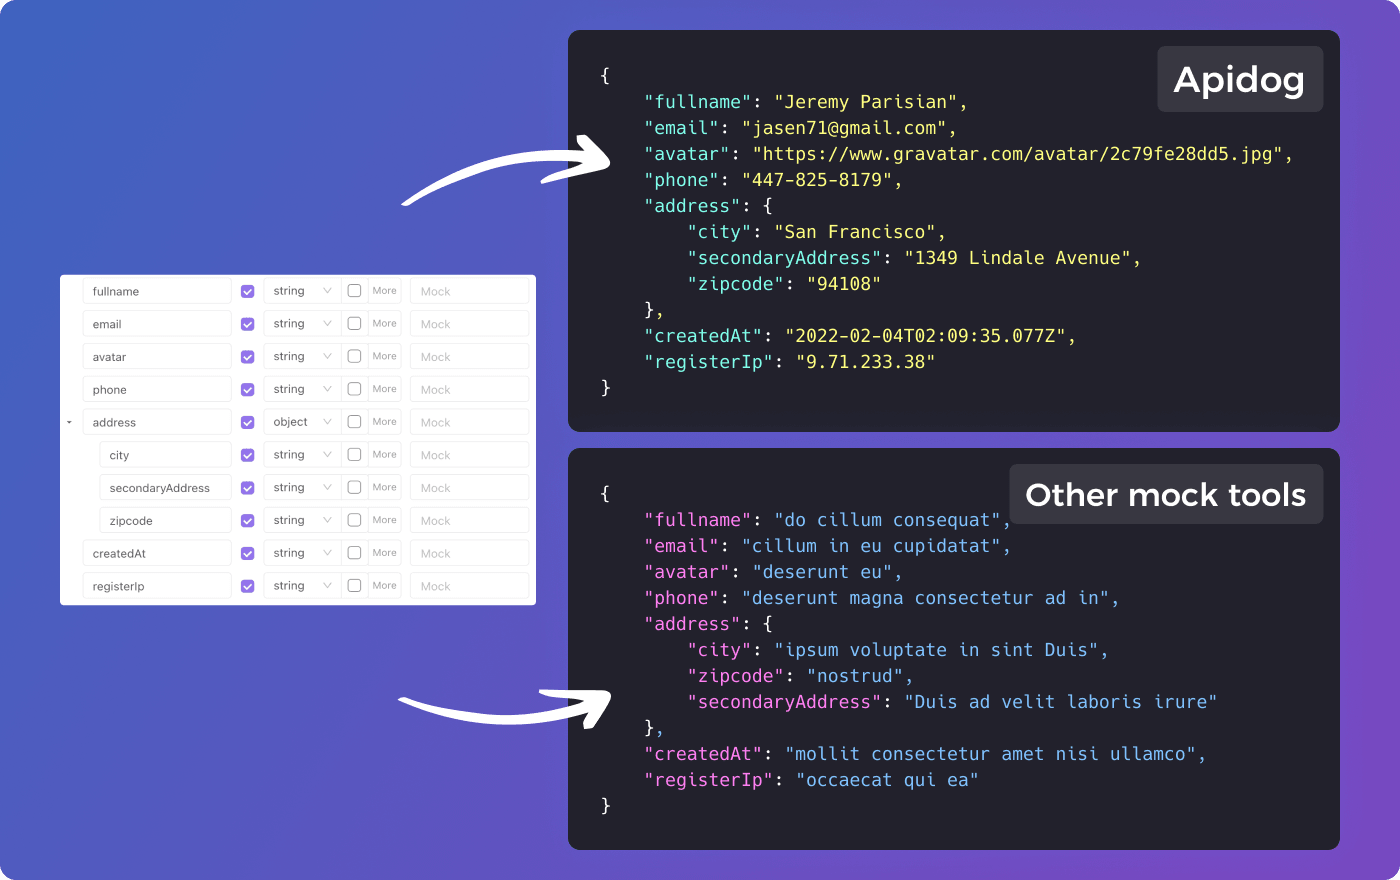 fullname string More Mock
email string More Mock
avatar string More Mock
phone string More Mock
address object More Mock
city string More Mock
secondaryAddress string More Mock
zipcode string More Mock
createdAt string More Mock
registerIp string More Mock
Apidog
{
"fullname": "Jeremy Parisian",
"email": "jasen71@gmail.com",
"avatar": "https://www.gravatar.com/avatar/2c79fe28dd5.jpg",
"phone": "447-825-8179",
"address": {
"city": "San Francisco",
"secondaryAddress": "1349 Lindale Avenue",
"zipcode": "94108"
},
"createdAt": "2022-02-04T02:09:35.077Z",
"registerIp": "9.71.233.38"
}
Other mock tools
{
"fullname": "do cillum consequat",
"email": "cillum in eu cupidatat",
"avatar": "deserunt eu",
"phone": "deserunt magna consectetur ad in",
"address": {
"city": "ipsum voluptate in sint Duis",
"zipcode": "nostrud",
"secondaryAddress": "Duis ad velit laboris irure"
},
"createdAt": "mollit consectetur amet nisi ullamco",
"registerIp": "occaecat qui ea"
}